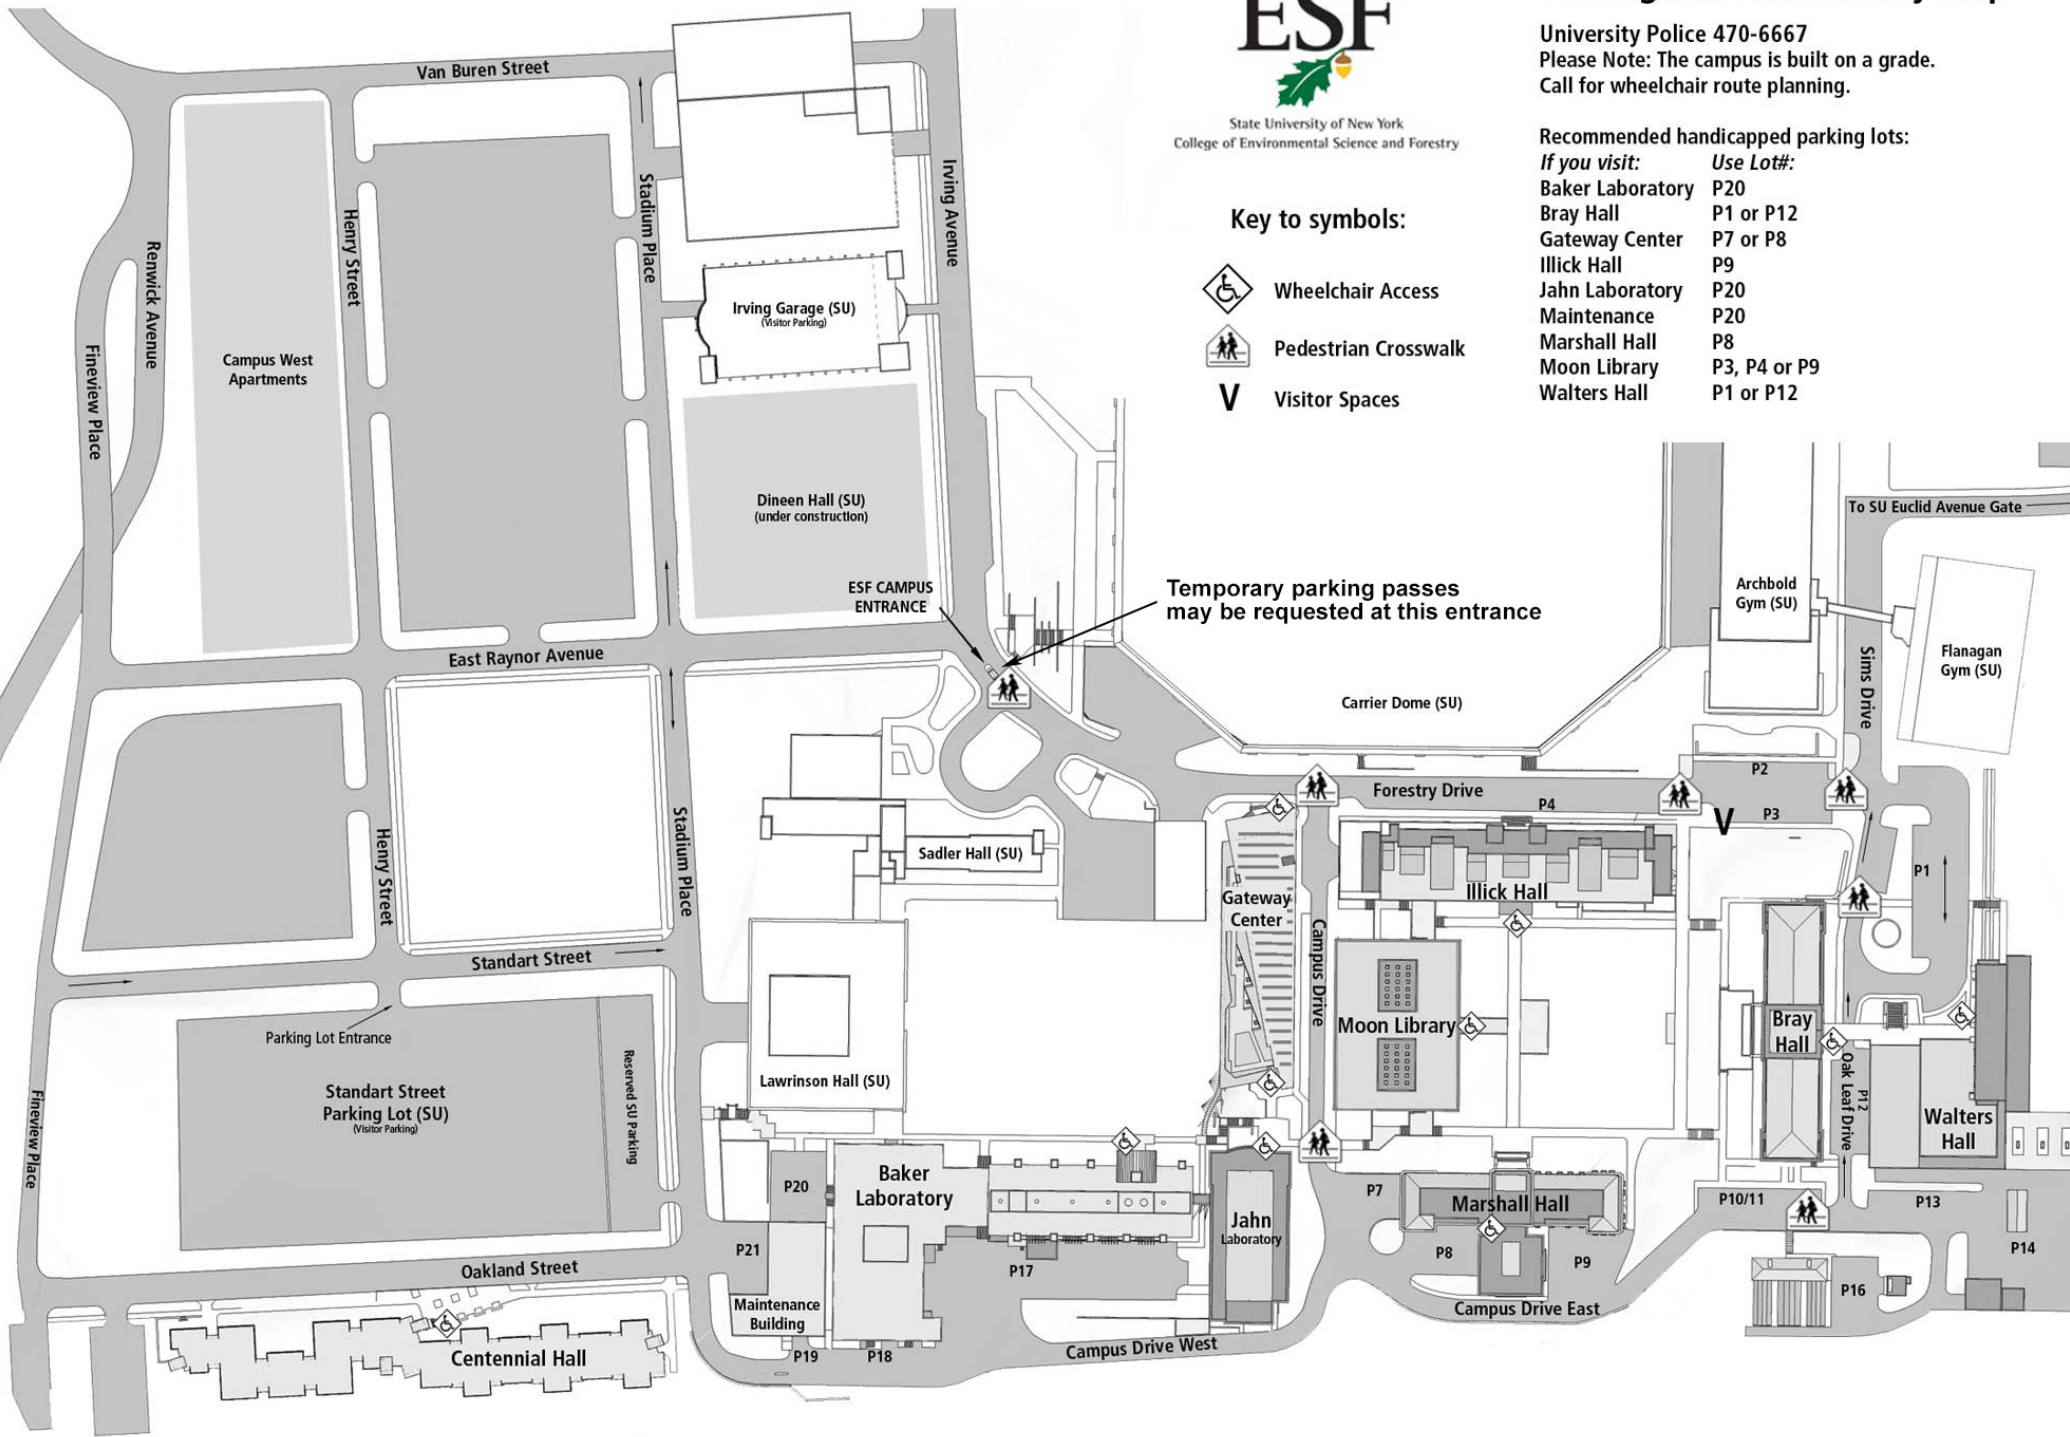 ESF
State University of New York
College of Environmental Science and Forestry
University Police 470-6667
Please Note: The campus is built on a grade.
Call for wheelchair route planning.
Recommended handicapped parking lots:
If you visit: Use Lot#:
Baker Laboratory P20
Bray Hall P1 or P12
Gateway Center P7 or P8
Illick Hall P9
Jahn Laboratory P20
Maintenance P20
Marshall Hall P8
Moon Library P3, P4 or P9
Walters Hall P1 or P12
Key to symbols:
Wheelchair Access
Pedestrian Crosswalk
V Visitor Spaces
Van Buren Street
Irving Avenue
Stadium Place
Henry Street
Renwick Avenue
Fineview Place
Campus West
Apartments
Irving Garage (SU)
(Visitor Parking)
Dineen Hall (SU)
(under construction)
ESF CAMPUS
ENTRANCE
Temporary parking passes
may be requested at this entrance
To SU Euclid Avenue Gate
Archbold
Gym (SU)
Flanagan
Gym (SU)
Sims Drive
Carrier Dome (SU)
East Raynor Avenue
Forestry Drive
P2
P3
P4
V
P1
Sadler Hall (SU)
Henry Street
Stadium Place
Gateway
Center
Campus Drive
Illick Hall
Moon Library
Bray
Hall
Oak Leaf Drive
P12
Walters
Hall
Standart Street
Parking Lot Entrance
Standart Street
Parking Lot (SU)
(Visitor Parking)
Reserved SU Parking
Fineview Place
Lawrinson Hall (SU)
P20
Baker
Laboratory
Jahn
Laboratory
P7
Marshall Hall
P8
P9
P10/11
P13
P14
P16
P21
P17
Oakland Street
Maintenance
Building
Campus Drive East
Campus Drive West
P19
P18
Centennial Hall